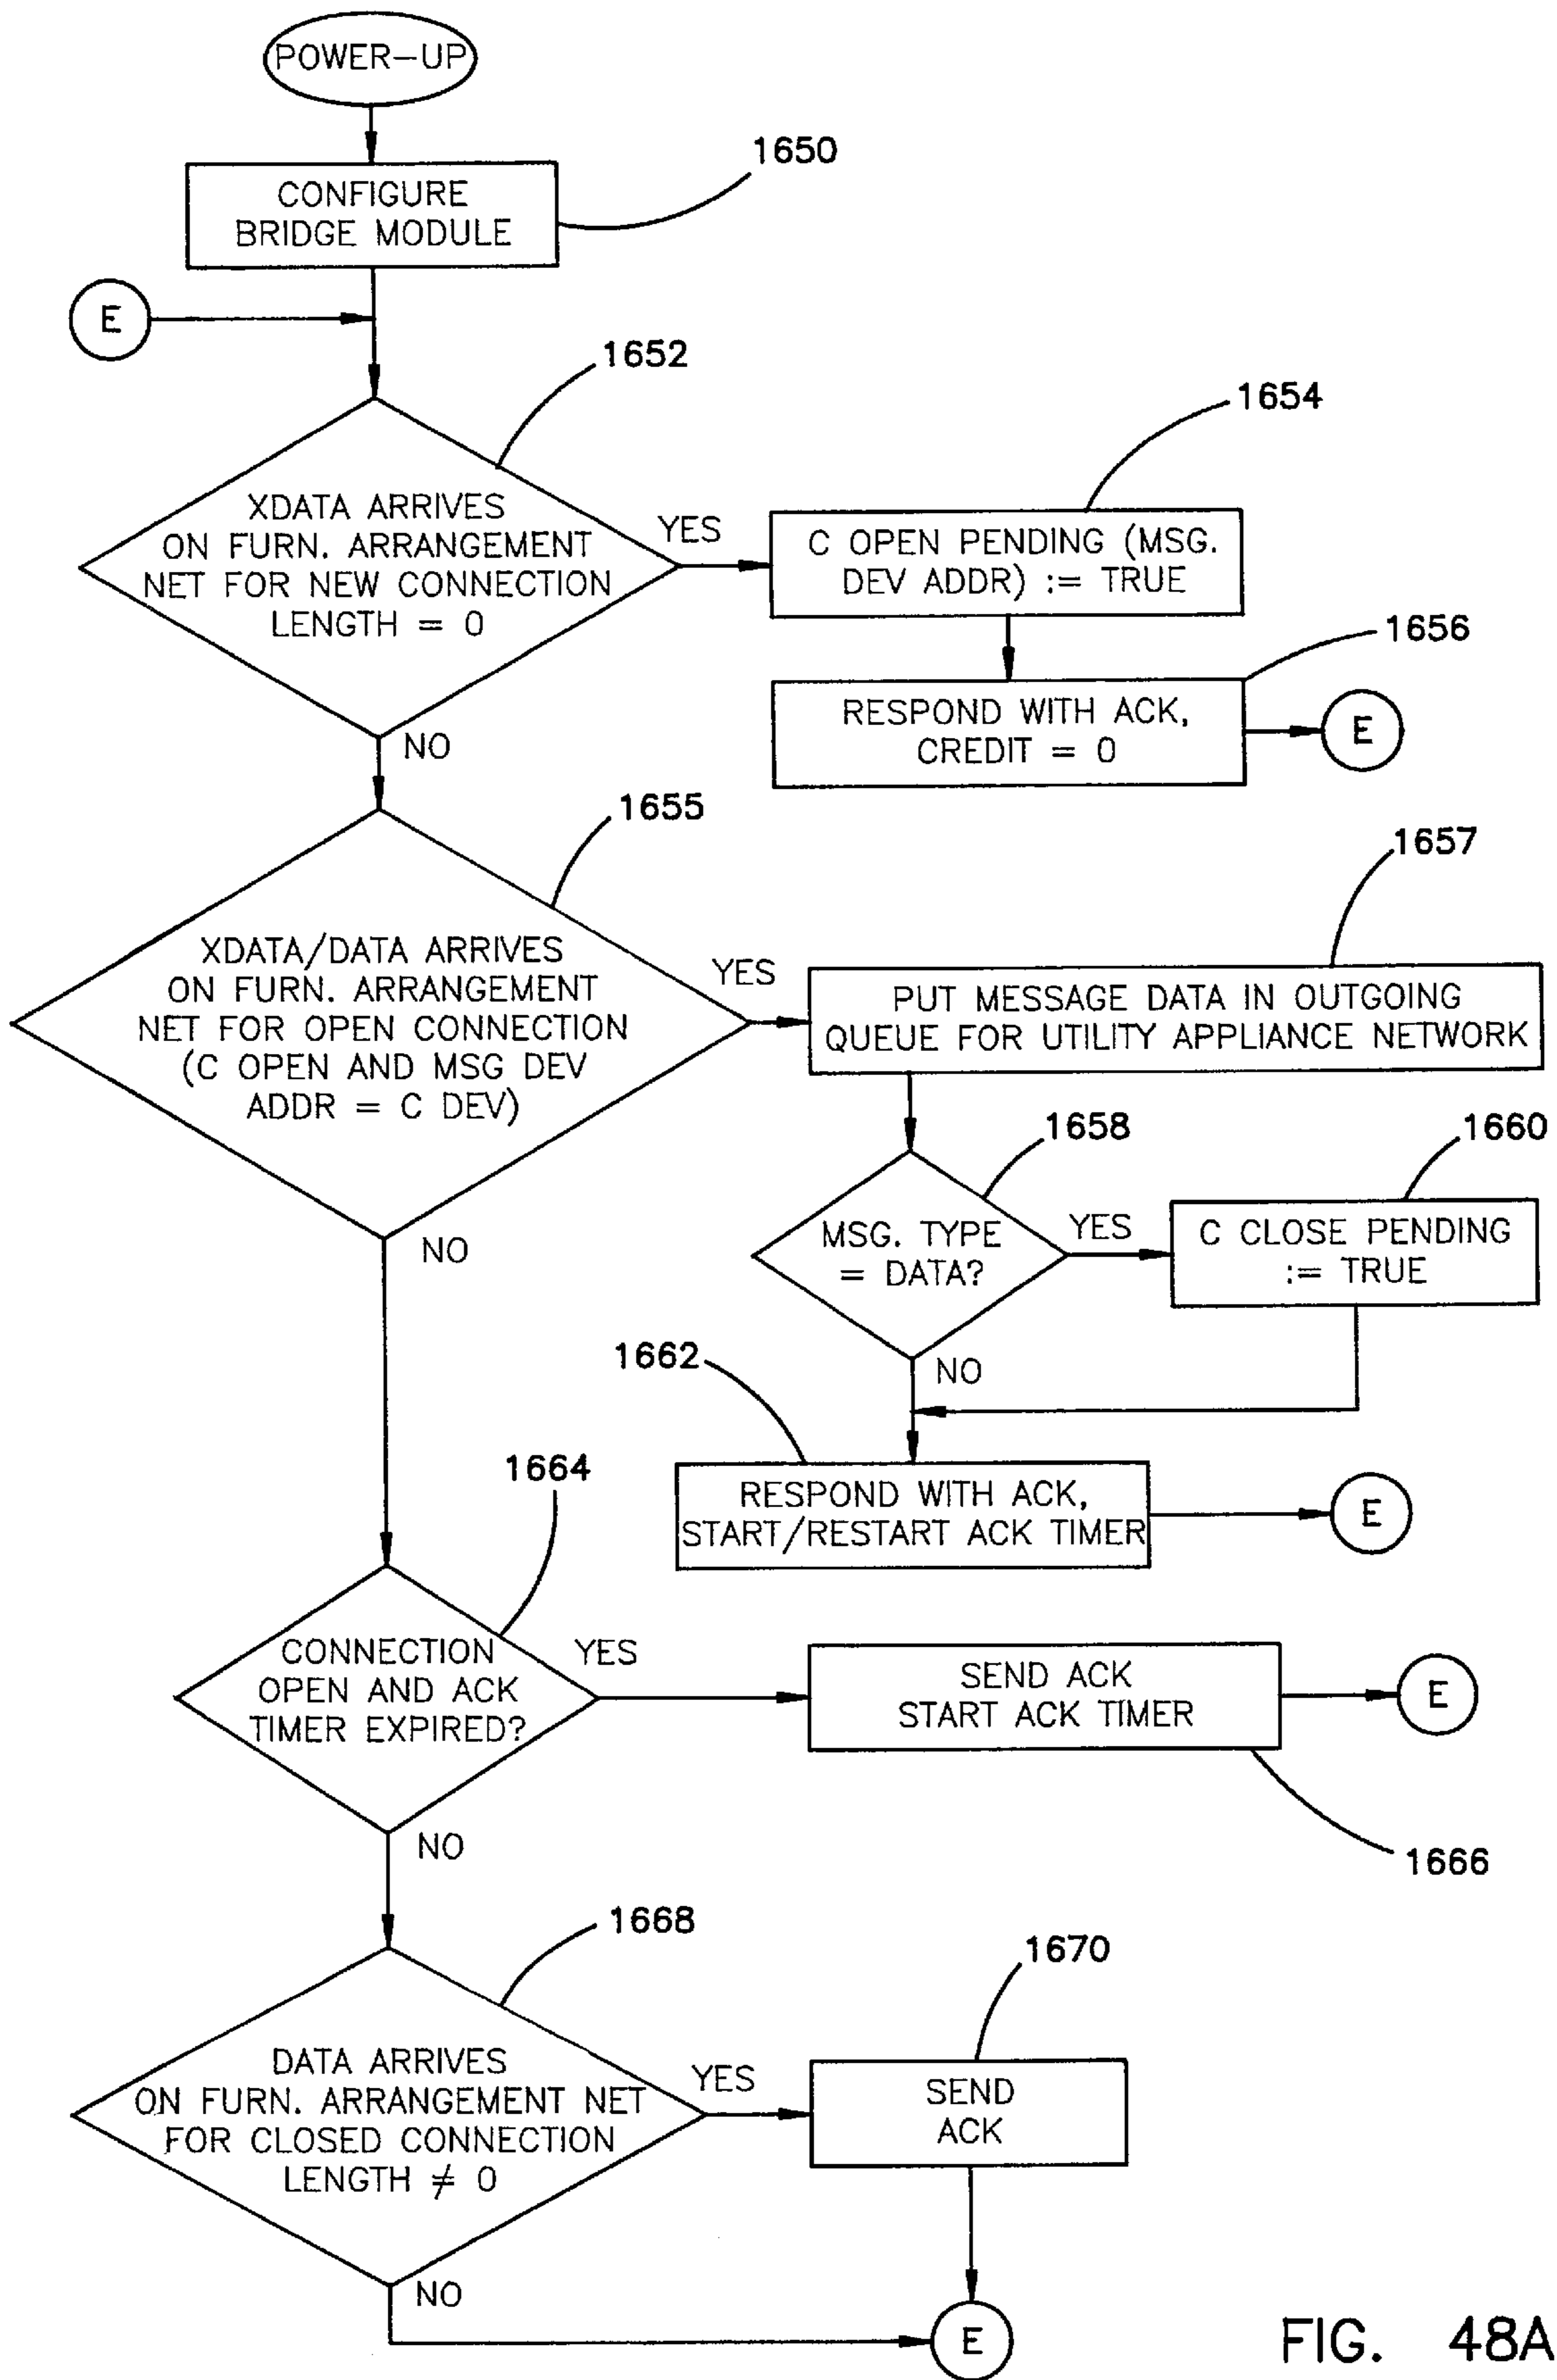 POWER-UP
1650
CONFIGURE
BRIDGE MODULE
E
1652
1654
XDATA ARRIVES
ON FURN. ARRANGEMENT
NET FOR NEW CONNECTION
LENGTH = 0
YES
C OPEN PENDING (MSG.
DEV ADDR) := TRUE
1656
RESPOND WITH ACK,
CREDIT = 0
E
NO
1655
1657
XDATA/DATA ARRIVES
ON FURN. ARRANGEMENT
NET FOR OPEN CONNECTION
(C OPEN AND MSG DEV
ADDR = C DEV)
YES
PUT MESSAGE DATA IN OUTGOING
QUEUE FOR UTILITY APPLIANCE NETWORK
1658
1660
MSG. TYPE
= DATA?
YES
C CLOSE PENDING
:= TRUE
NO
NO
1662
RESPOND WITH ACK,
START/RESTART ACK TIMER
E
1664
CONNECTION
OPEN AND ACK
TIMER EXPIRED?
YES
SEND ACK
START ACK TIMER
E
1666
NO
1668
1670
DATA ARRIVES
ON FURN. ARRANGEMENT NET
FOR CLOSED CONNECTION
LENGTH ≠ 0
YES
SEND
ACK
NO
E
FIG. 48A